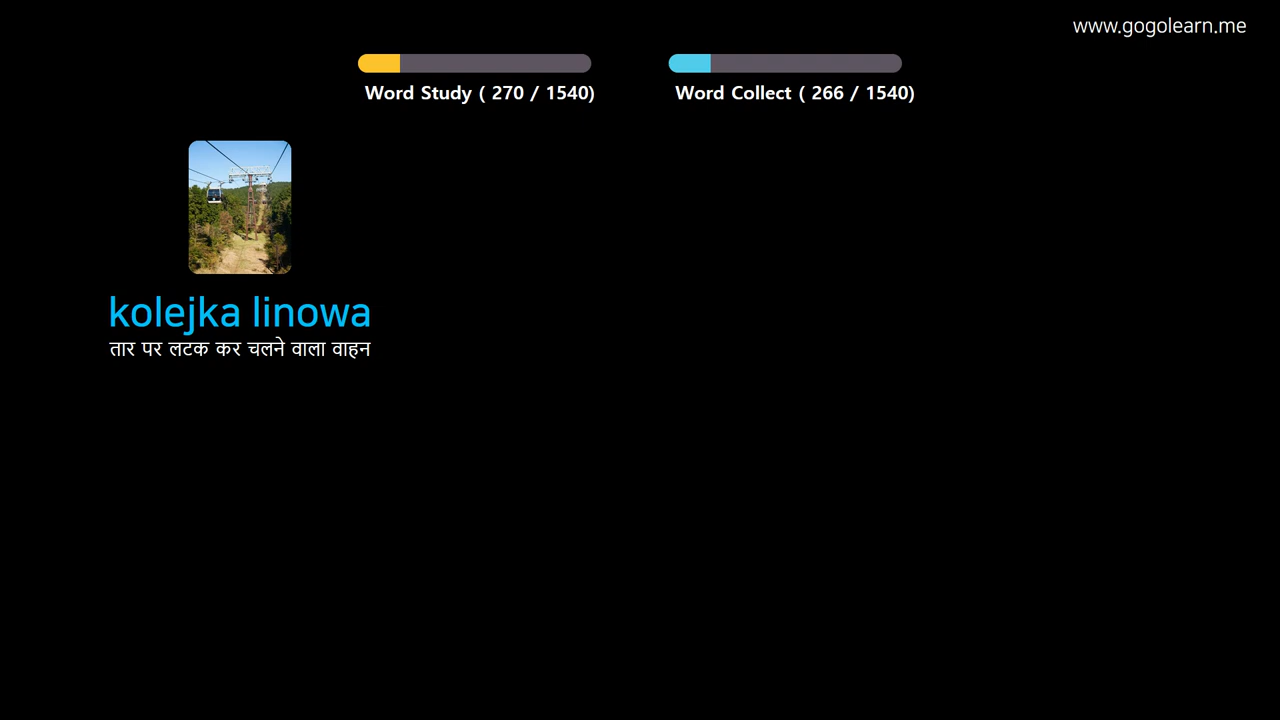 www.gogolearn.me
Word Study ( 270 / 1540)
Word Collect ( 266 / 1540)
kolejka linowa
तार पर लटक कर चलने वाला वाहन